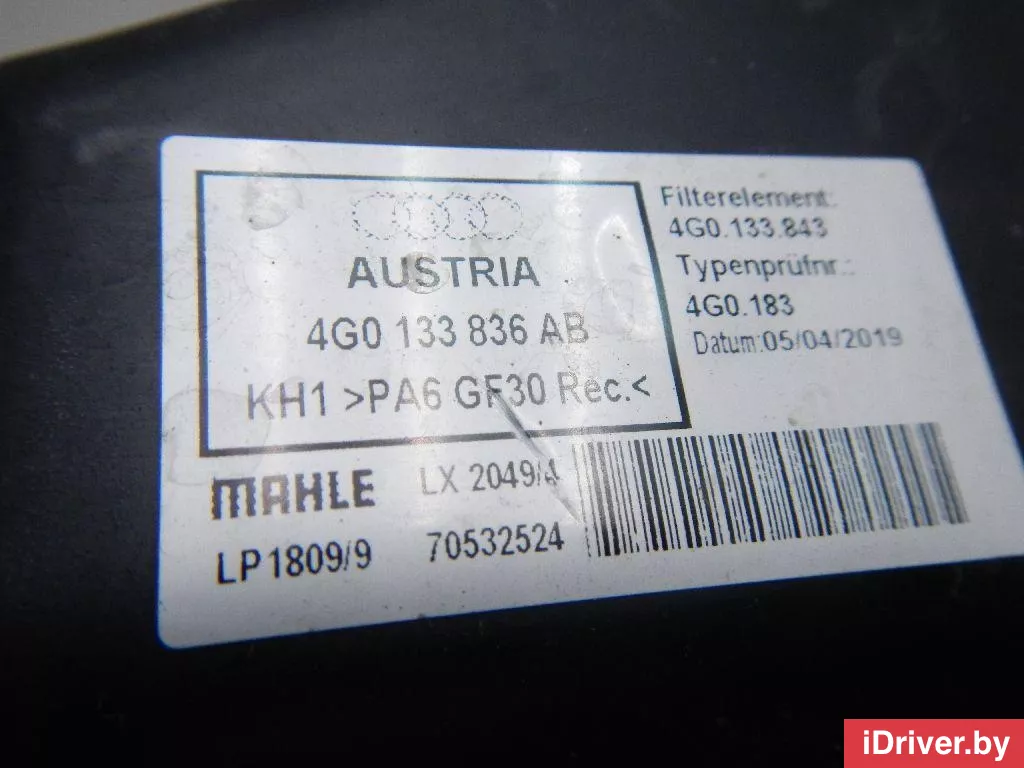 AUSTRIA
4G0 133 836 AB
KH1 >PA6 GF30 Rec.<
Filterelement:
4G0.133.843
Typenprüfnr.:
4G0.183
Datum:05/04/2019
MAHLE LX 2049/4
LP1809/9 70532524
iDriver.by